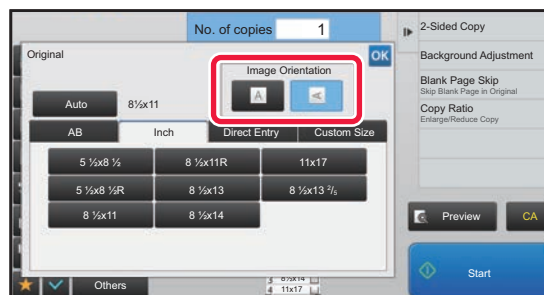 No. of copies 1
2-Sided Copy
Original
OK
Background Adjustment
Image Orientation
Blank Page Skip
Skip Blank Page in Original
A A
Auto 8½x11
Copy Ratio
Enlarge/Reduce Copy
AB Inch Direct Entry Custom Size
5 ½x8 ½ 8 ½x11R 11x17
5 ½x8 ½R 8 ½x13 8 ½x13 ²/₅
8 ½x11 8 ½x14
Preview CA
Start
Others
4 11x17